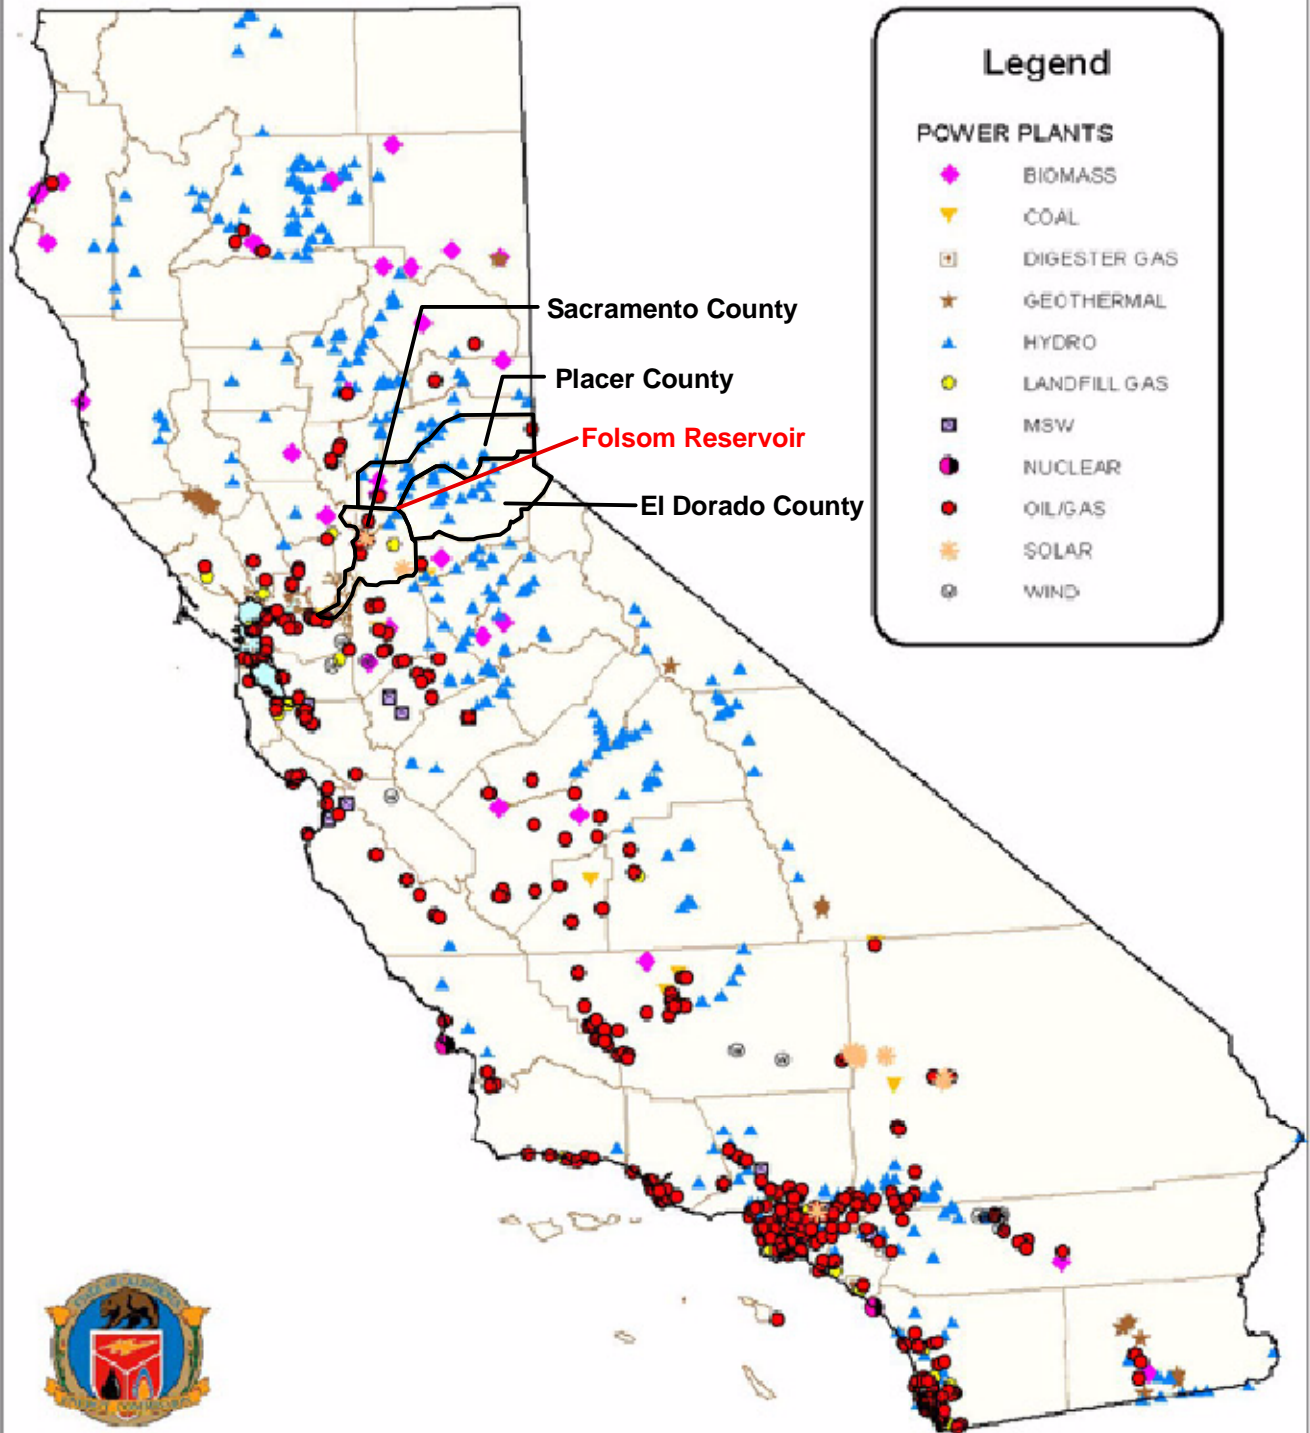 Legend
POWER PLANTS
BIOMASS
COAL
DIGESTER GAS
GEOTHERMAL
HYDRO
LANDFILL GAS
MSW
NUCLEAR
OIL/GAS
SOLAR
WIND
Sacramento County
Placer County
Folsom Reservoir
El Dorado County